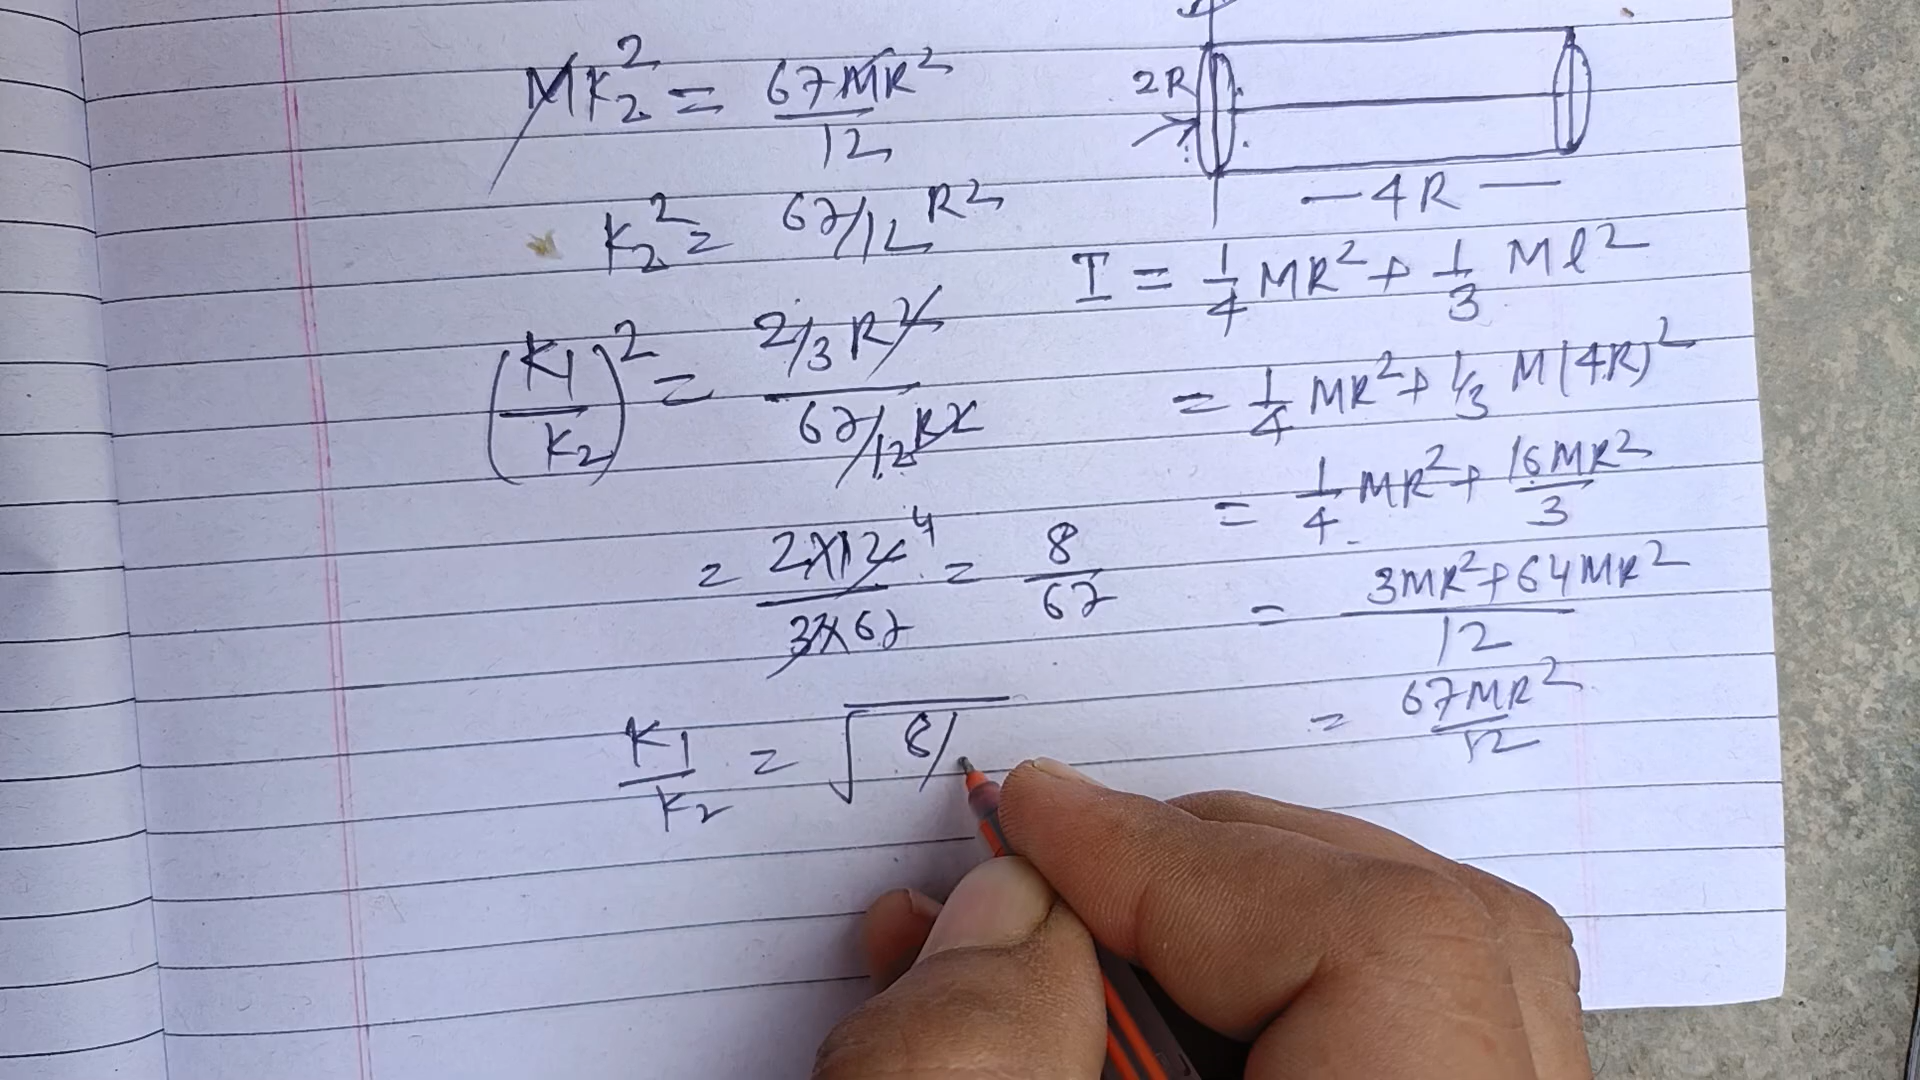 MK₂² = 67MR²/12
K₂² = 67/12 R²
(K₁/K₂)² = 2/3 R² / 67/12 R²
= 2×12 4 / 3×67 = 8/67
K₁/K₂ = √8/
2R
— 4R —
I = 1/4 MR² + 1/3 Ml²
= 1/4 MR² + 1/3 M(4R)²
= 1/4 MR² + 16MR²/3
= 3MR² + 64MR² / 12
= 67MR²/12